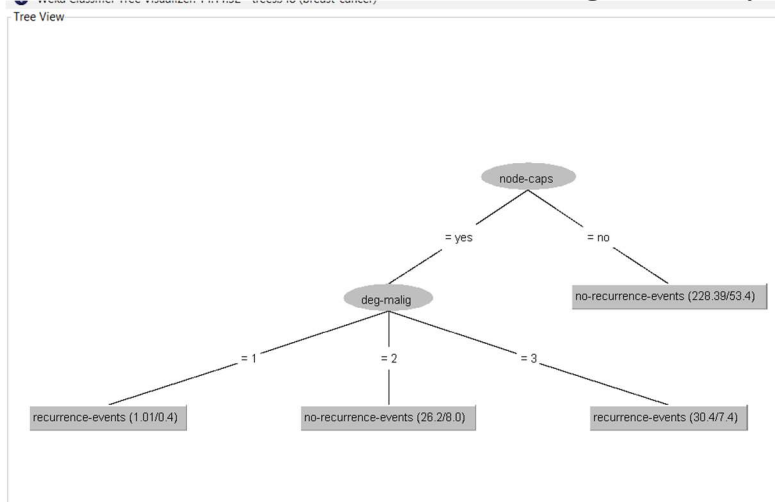 Tree View
node-caps
= yes
= no
deg-malig
no-recurrence-events (228.39/53.4)
= 1
= 2
= 3
recurrence-events (1.01/0.4)
no-recurrence-events (26.2/8.0)
recurrence-events (30.4/7.4)